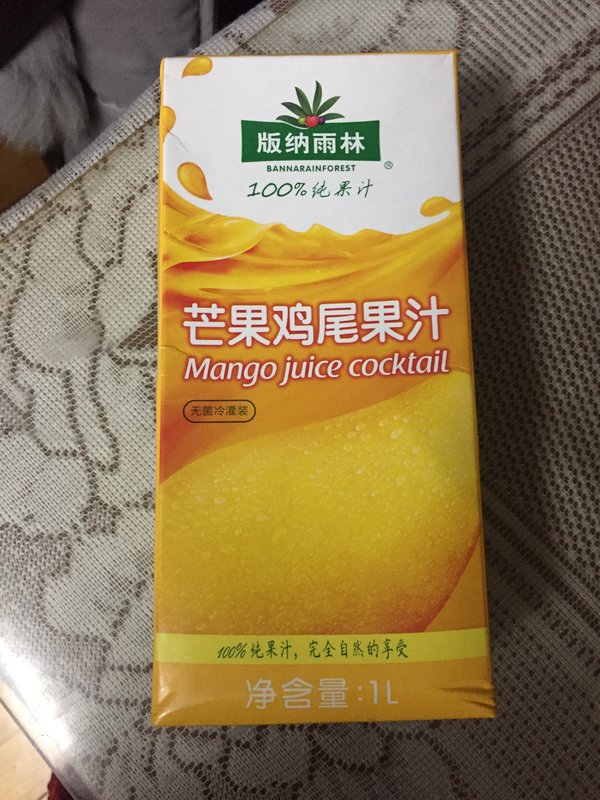 版纳雨林
BANNARAINFOREST
®
100%纯果汁
芒果鸡尾果汁
Mango juice cocktail
无菌冷灌装
100%纯果汁，完全自然的享受
净含量：1L